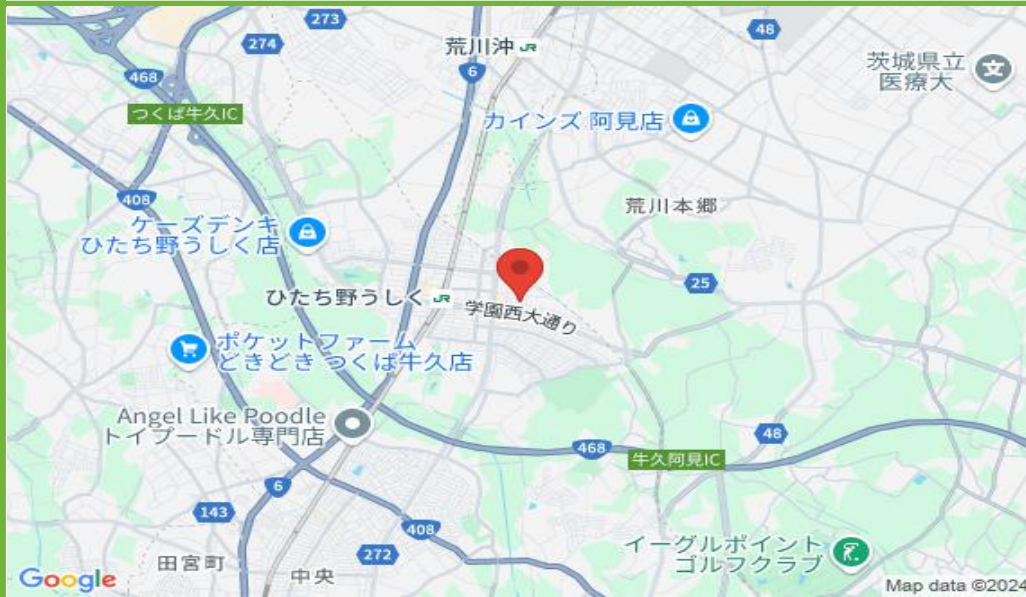 273
48
274
荒川沖 JR
6
茨城県立
医療大
文
468
つくば牛久IC
カインズ 阿見店
408
荒川本郷
ケーズデンキ
ひたち野うしく店
25
ひたち野うしく JR
学園西大通り
ポケットファーム
どきどき つくば牛久店
Angel Like Poodle
トイプードル専門店
48
468
牛久阿見IC
6
143
408
272
イーグルポイント
ゴルフクラブ
田宮町
中央
Google
Map data ©2024